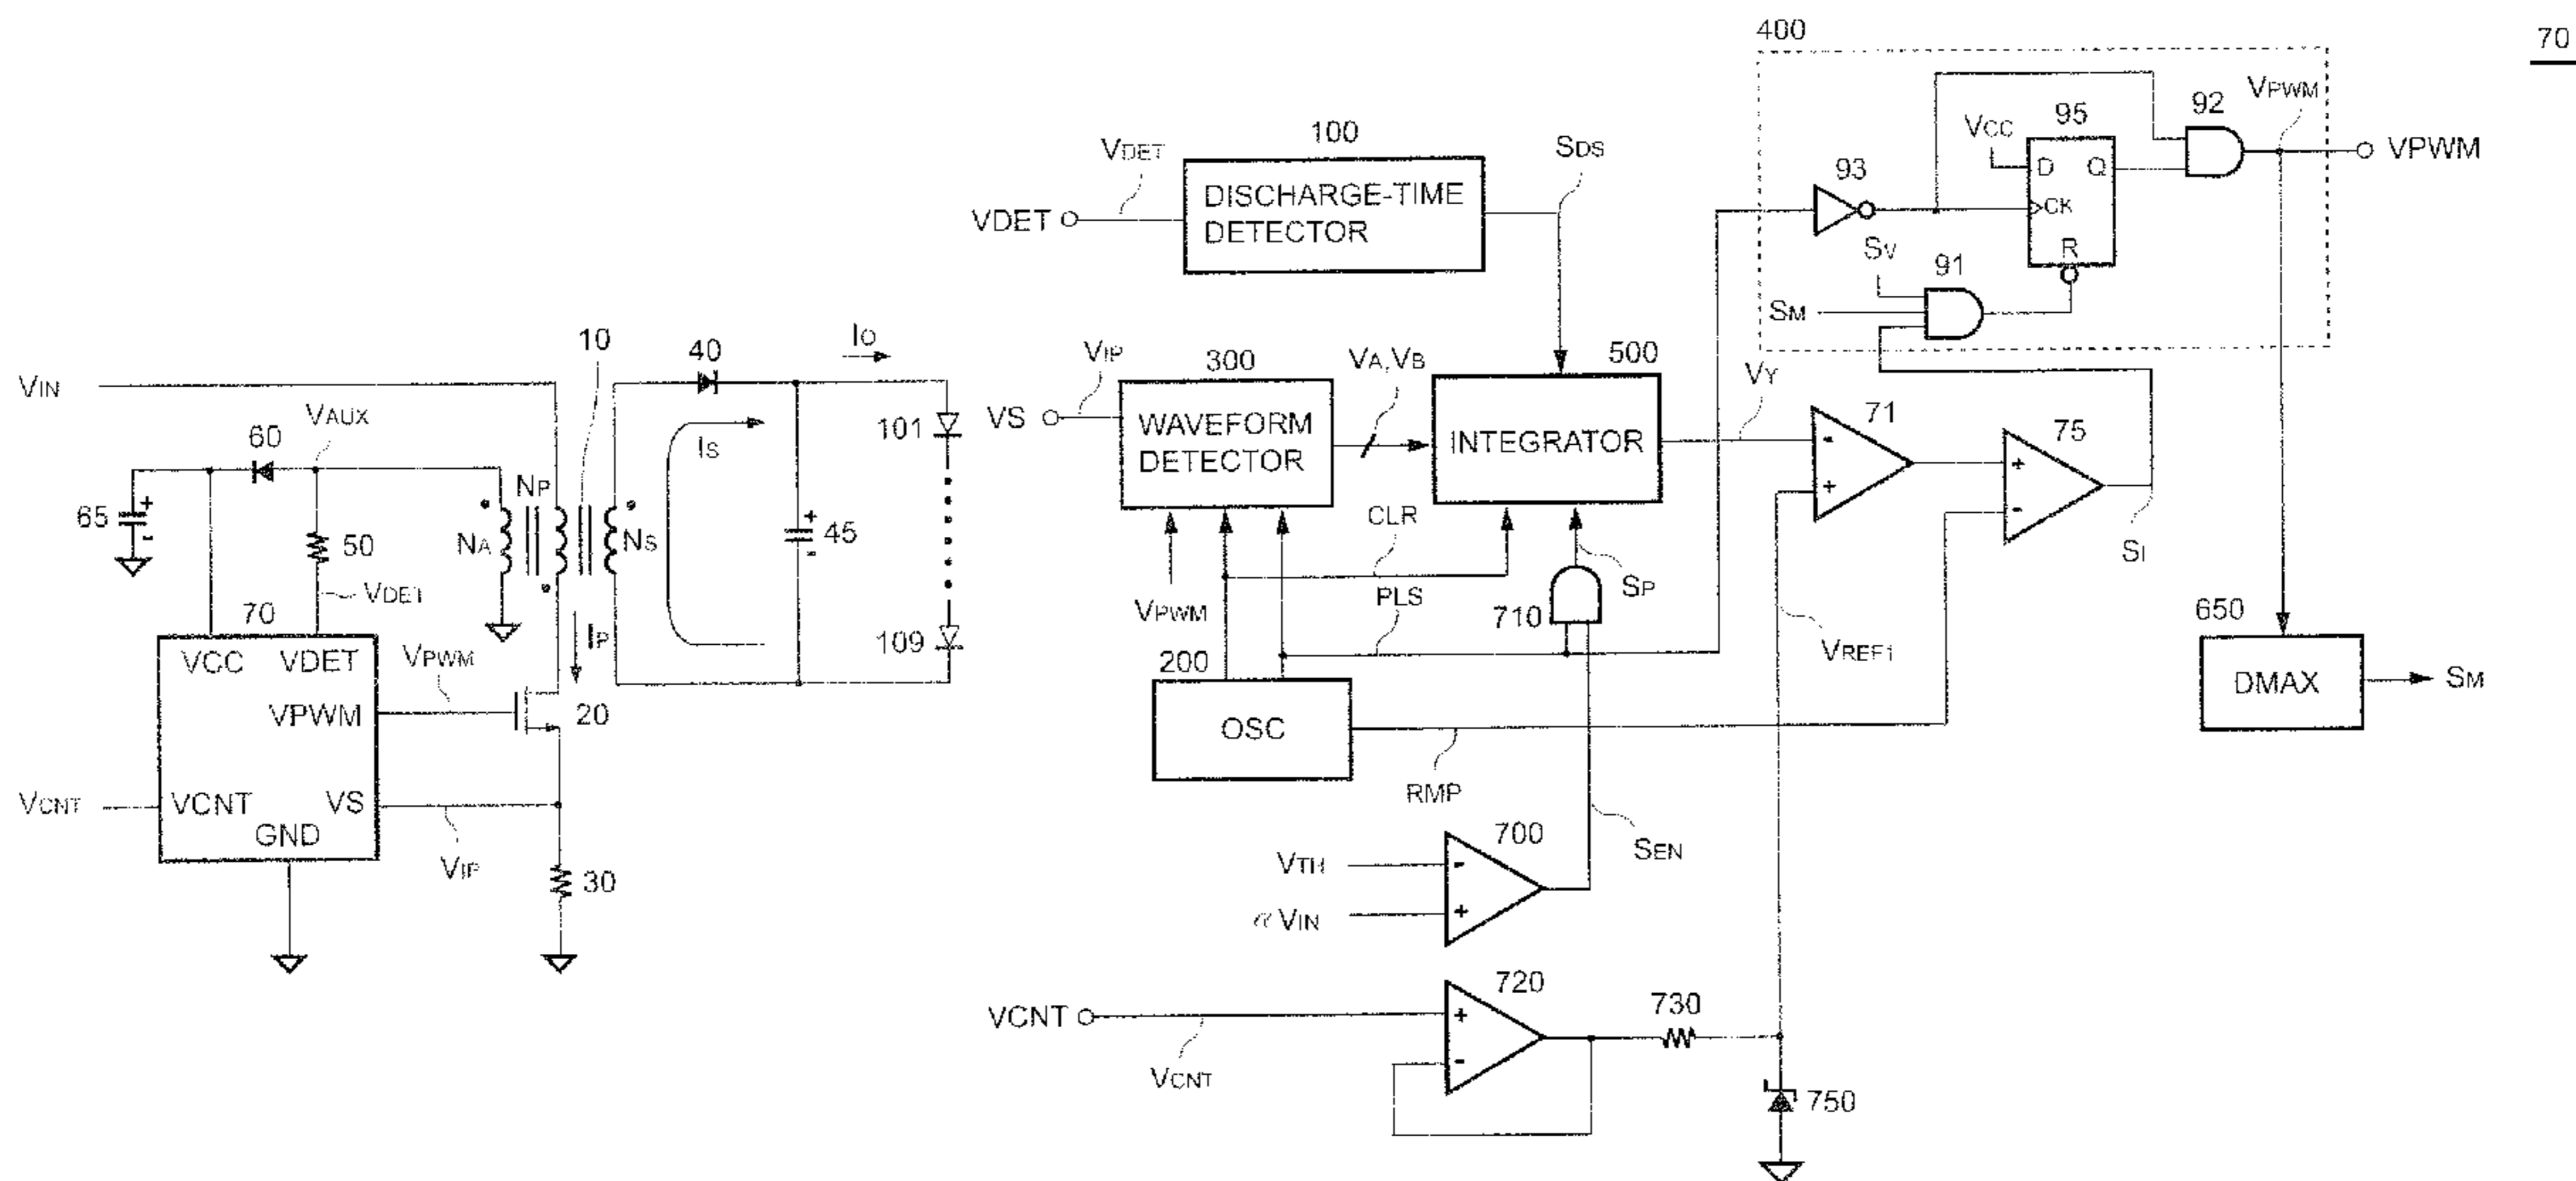 VIN
VAUX
60
65
50
VDET
NA
NP
10
NS
IP
40
IO
IS
45
101
109
70
VCC VDET
VPWM
VPWM
20
VCNT
VCNT
VS
GND
VIP
30
70
400
VPWM
92
95
VCC
D Q
CK
R
93
VPWM
SV
91
SM
100
VDET
VDET
DISCHARGE-TIME
DETECTOR
SDS
VIP
VS
300
WAVEFORM
DETECTOR
VA,VB
500
INTEGRATOR
VY
71
-
+
75
+
-
SI
CLR
PLS
SP
710
VPWM
200
OSC
RMP
VREF1
650
DMAX
SM
700
VTH
-
αVIN
+
SEN
720
VCNT
+
-
VCNT
730
750